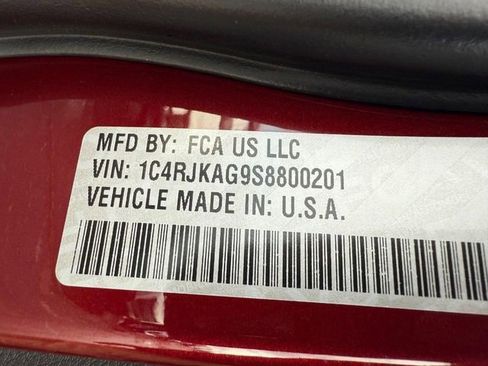 MFD BY: FCA US LLC
VIN: 1C4RJKAG9S8800201
VEHICLE MADE IN: U.S.A.